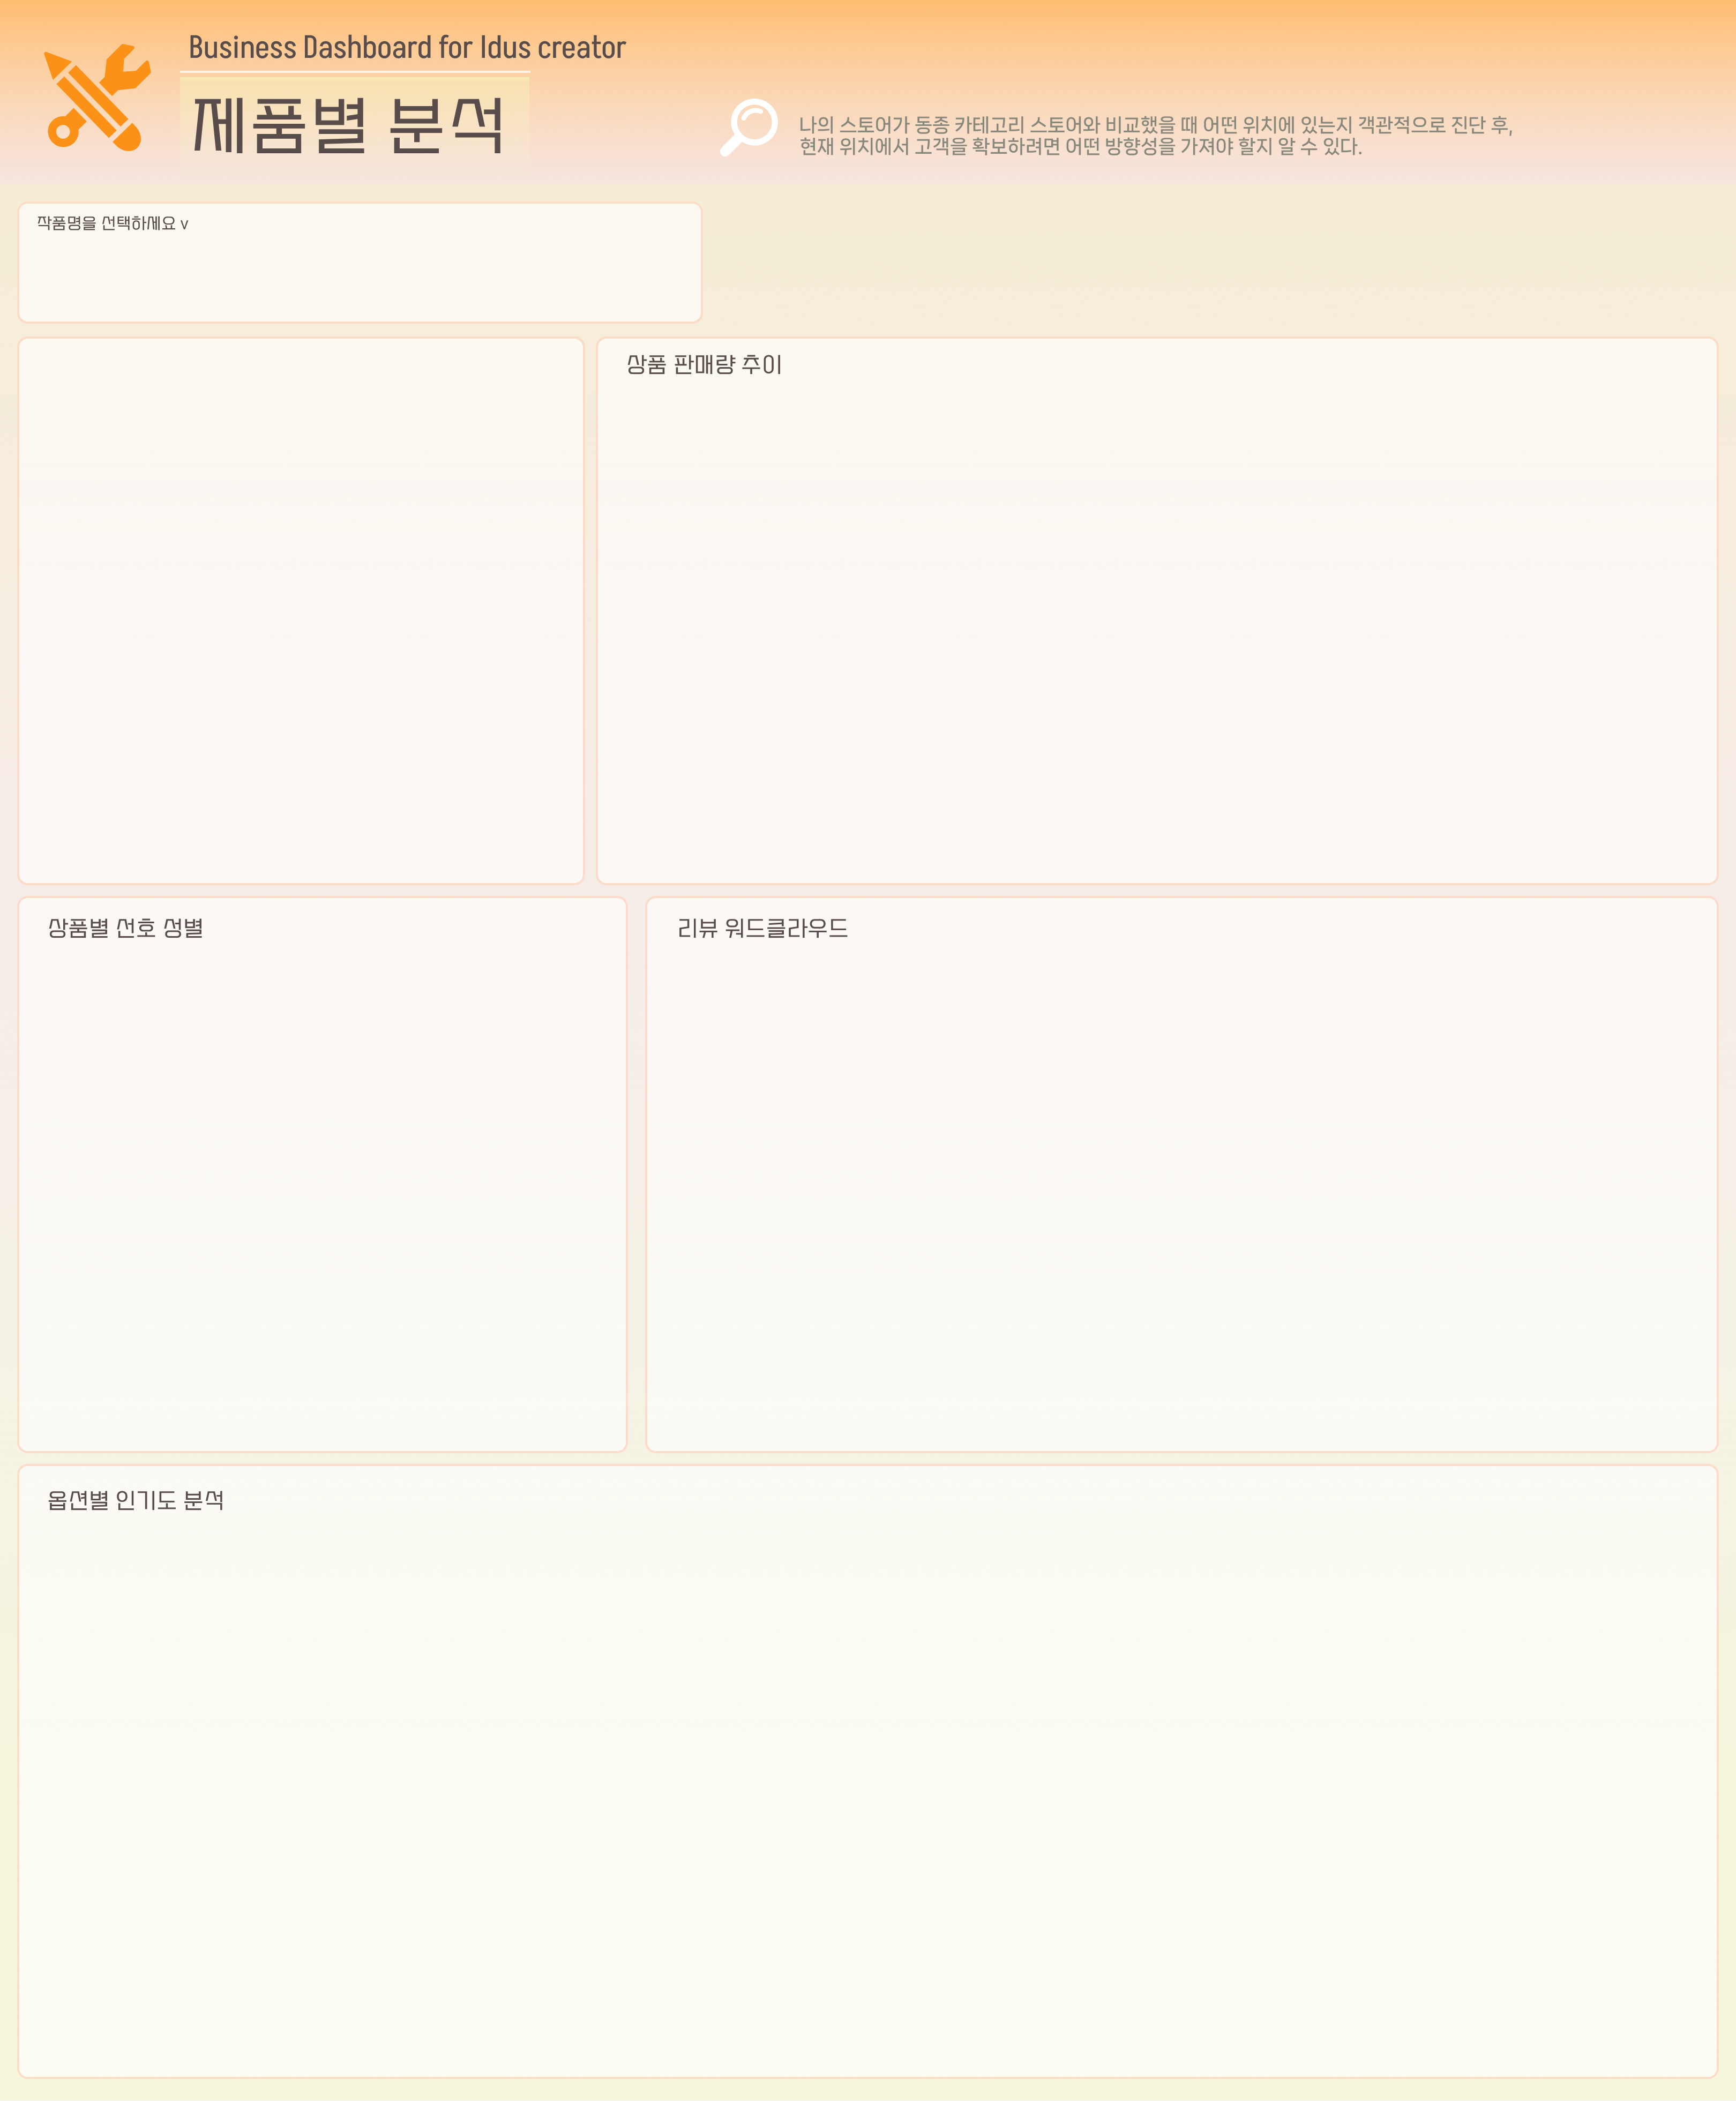 Business Dashboard for Idus creator
제품별 분석
나의 스토어가 동종 카테고리 스토어와 비교했을 때 어떤 위치에 있는지 객관적으로 진단 후,
현재 위치에서 고객을 확보하려면 어떤 방향성을 가져야 할지 알 수 있다.
작품명을 선택하세요 v
상품 판매량 추이
상품별 선호 성별
리뷰 워드클라우드
옵션별 인기도 분석